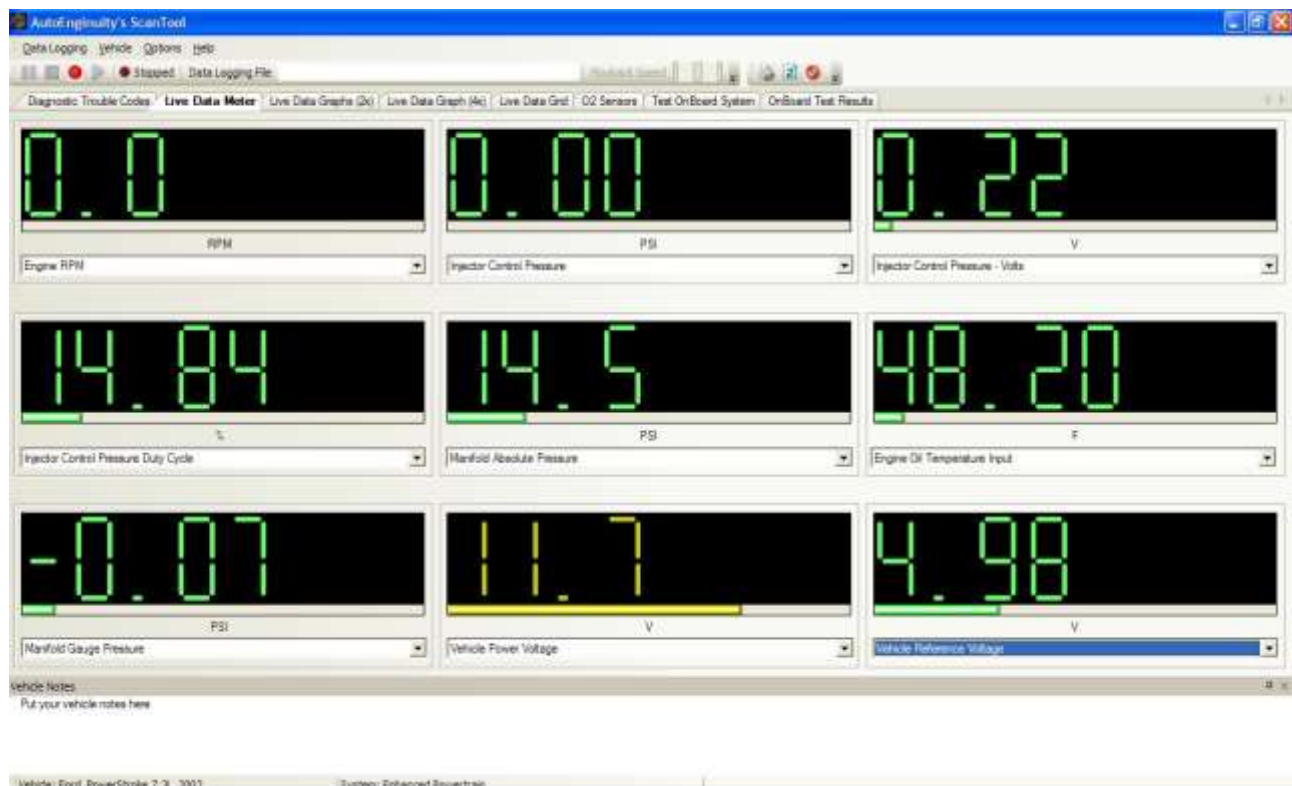 AutoEnginuity's ScanTool
Data Logging Vehicle Options Help
Stopped Data Logging File:
Diagnostic Trouble Codes Live Data Meter Live Data Graphs (2x) Live Data Graph (4x) Live Data Grid O2 Sensors Test OnBoard System OnBoard Test Results
0.0 0.00 0.22
RPM PSI V
Engine RPM Injector Control Pressure Injector Control Pressure - Volts
14.84 14.5 48.20
% PSI F
Injector Control Pressure Duty Cycle Manifold Absolute Pressure Engine Oil Temperature Input
-0.07 11.7 4.98
PSI V V
Manifold Gauge Pressure Vehicle Power Voltage Vehicle Reference Voltage
Vehicle Notes
Put your vehicle notes here
Vehicle: Ford, PowerStroke 7.3L, 2002 System: Enhanced Powertrain